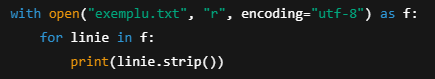 with open("exemplu.txt", "r", encoding="utf-8") as f:
    for linie in f:
        print(linie.strip())